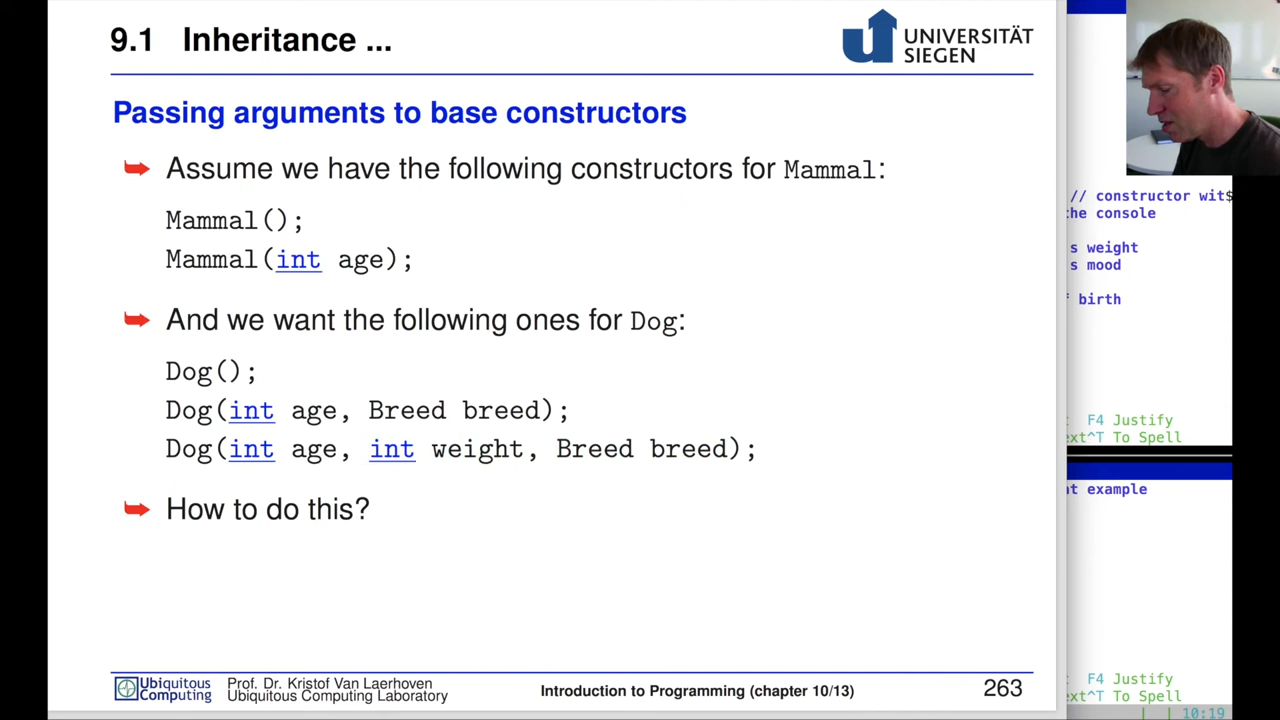 9.1 Inheritance ...
UNIVERSITÄT
SIEGEN
Passing arguments to base constructors
Assume we have the following constructors for Mammal:
Mammal();
Mammal(int age);
And we want the following ones for Dog:
Dog();
Dog(int age, Breed breed);
Dog(int age, int weight, Breed breed);
How to do this?
Ubiquitous
Computing
Prof. Dr. Kristof Van Laerhoven
Ubiquitous Computing Laboratory
Introduction to Programming (chapter 10/13)
263
// constructor wit$
the console
s weight
s mood
f birth
F4 Justify
ext^T To Spell
nt example
F4 Justify
ext^T To Spell
10:19